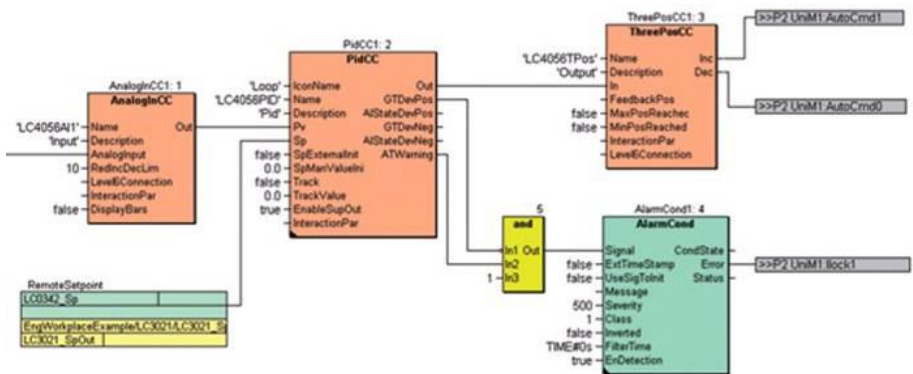 ThreePosCC1: 3
ThreePosCC
>>P2 UniM1:AutoCmd1
'LC4056TPos'
Name
Inc
'Output'
Description
Dec
In
FeedbackPos
false
MaxPosReachec
false
MinPosReached
InteractionPar
Level6Connection
>>P2 UniM1:AutoCmd0
PidCC1: 2
PidCC
'Loop'
IconName
Out
'LC4056PID'
Name
GTDevPos
'Pid'
Description
AlStateDevPos
Pv
GTDevNeg
Sp
AlStateDevNeg
false
SpExternalInit
ATWarning
0.0
SpManValueIni
false
Track
0.0
TrackValue
true
EnableSupOut
InteractionPar
AnalogInCC1: 1
AnalogInCC
'LC4056AI1'
Name
Out
'Input'
Description
AnalogInput
10
RedIncDecLim
Level6Connection
InteractionPar
false
DisplayBars
5
and
In1 Out
In2
1
In3
AlarmCond1: 4
AlarmCond
Signal
CondState
false
ExtTimeStamp
Error
false
UseSigToInit
Status
Message
500
Severity
1
Class
false
Inverted
TIME#0s
FilterTime
true
EnDetection
>>P2 UniM1:Ilock1
RemoteSetpoint
LC0342_Sp
EngWorkplaceExample/LC3021/LC3021_S
LC3021_SpOut